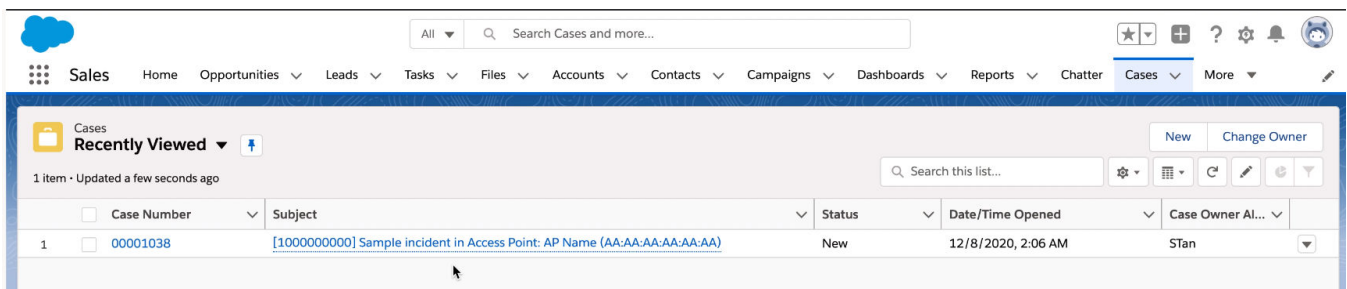 All Search Cases and more...
Sales Home Opportunities Leads Tasks Files Accounts Contacts Campaigns Dashboards Reports Chatter Cases More
Cases
Recently Viewed
New Change Owner
1 item • Updated a few seconds ago
Search this list...
Case Number Subject Status Date/Time Opened Case Owner Al...
1 00001038 [1000000000] Sample incident in Access Point: AP Name (AA:AA:AA:AA:AA:AA) New 12/8/2020, 2:06 AM STan